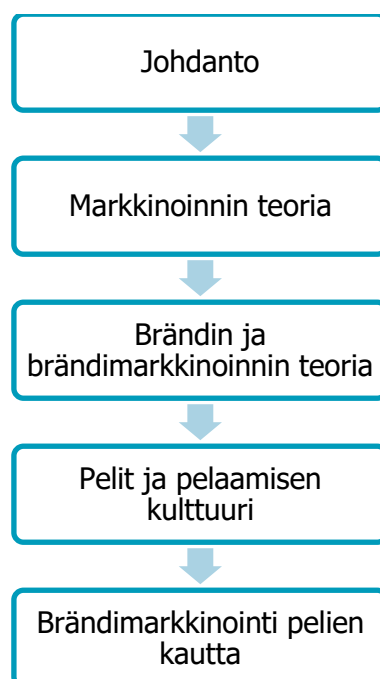 Johdanto
Markkinoinnin teoria
Brändin ja
brändimarkkinoinnin teoria
Pelit ja pelaamisen
kulttuuri
Brändimarkkinointi pelien
kautta